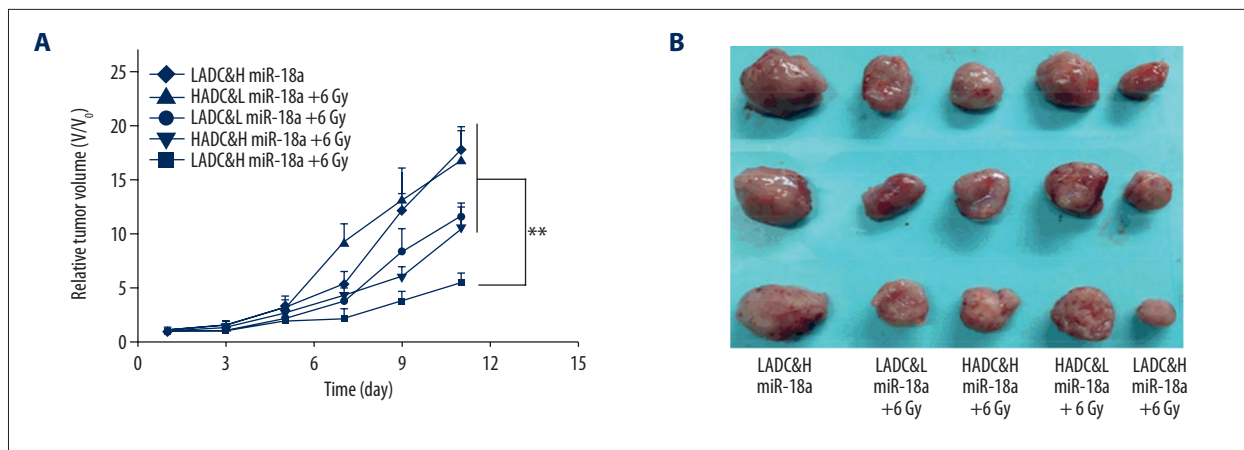 A
Relative tumor volume (V/V₀)
25
20
15
10
5
0
LADC&H miR-18a
HADC&L miR-18a +6 Gy
LADC&L miR-18a +6 Gy
HADC&H miR-18a +6 Gy
LADC&H miR-18a +6 Gy
**
0 3 6 9 12 15
Time (day)
B
LADC&H
miR-18a
LADC&L
miR-18a
+6 Gy
HADC&H
miR-18a
+6 Gy
HADC&L
miR-18a
+ 6 Gy
LADC&H
miR-18a
+6 Gy